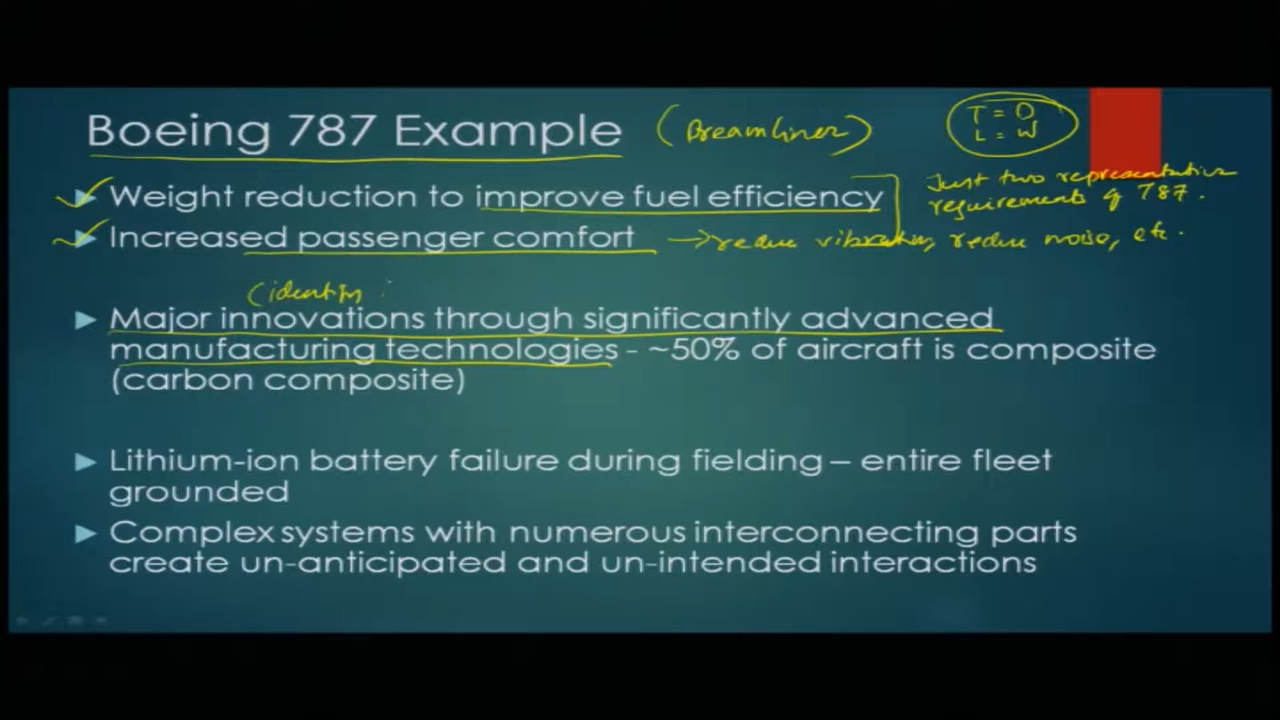 Boeing 787 Example (Dreamliner)
T = D
L = W
Weight reduction to improve fuel efficiency
Just two representative
requirements of 787.
Increased passenger comfort → reduce vibration, reduce noise, etc.
(identify
Major innovations through significantly advanced
manufacturing technologies - ~50% of aircraft is composite
(carbon composite)
Lithium-ion battery failure during fielding – entire fleet
grounded
Complex systems with numerous interconnecting parts
create un-anticipated and un-intended interactions